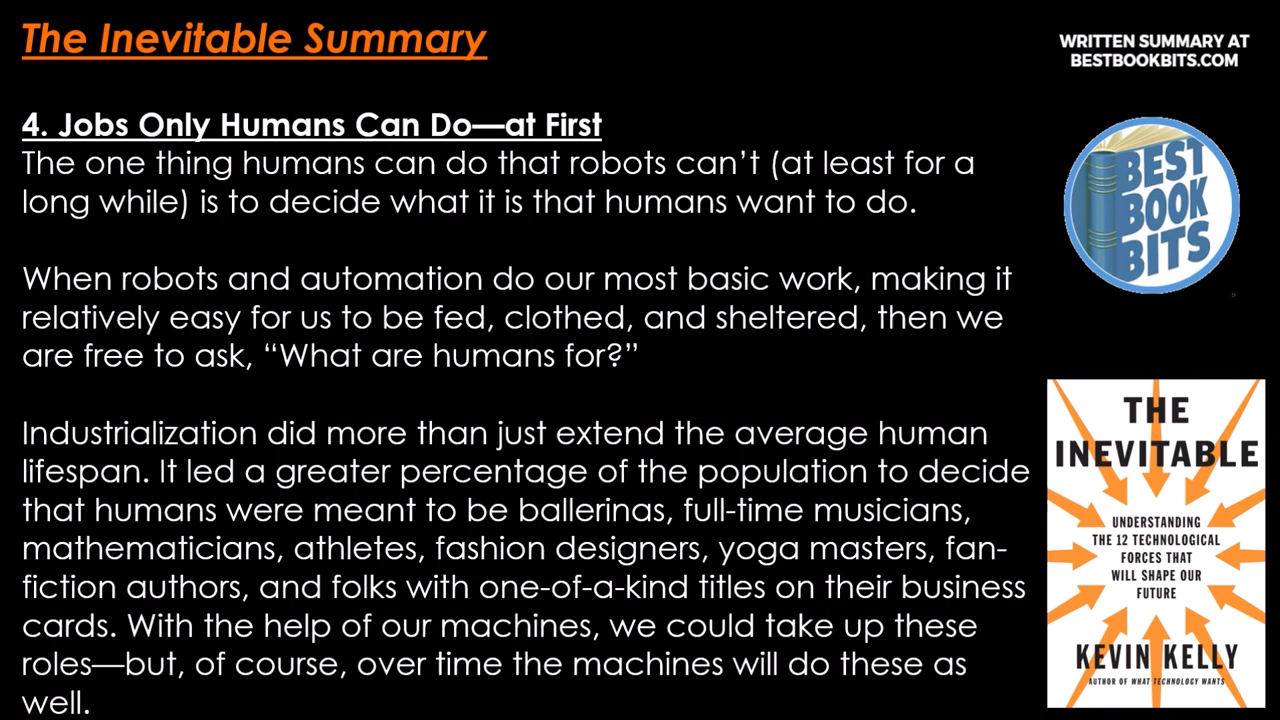 The Inevitable Summary
WRITTEN SUMMARY AT
BESTBOOKBITS.COM
4. Jobs Only Humans Can Do—at First
The one thing humans can do that robots can’t (at least for a
long while) is to decide what it is that humans want to do.
When robots and automation do our most basic work, making it
relatively easy for us to be fed, clothed, and sheltered, then we
are free to ask, “What are humans for?”
Industrialization did more than just extend the average human
lifespan. It led a greater percentage of the population to decide
that humans were meant to be ballerinas, full-time musicians,
mathematicians, athletes, fashion designers, yoga masters, fan-
fiction authors, and folks with one-of-a-kind titles on their business
cards. With the help of our machines, we could take up these
roles—but, of course, over time the machines will do these as
well.
BEST
BOOK
BITS
THE
INEVITABLE
UNDERSTANDING
THE 12 TECHNOLOGICAL
FORCES THAT
WILL SHAPE OUR
FUTURE
KEVIN KELLY
AUTHOR OF WHAT TECHNOLOGY WANTS